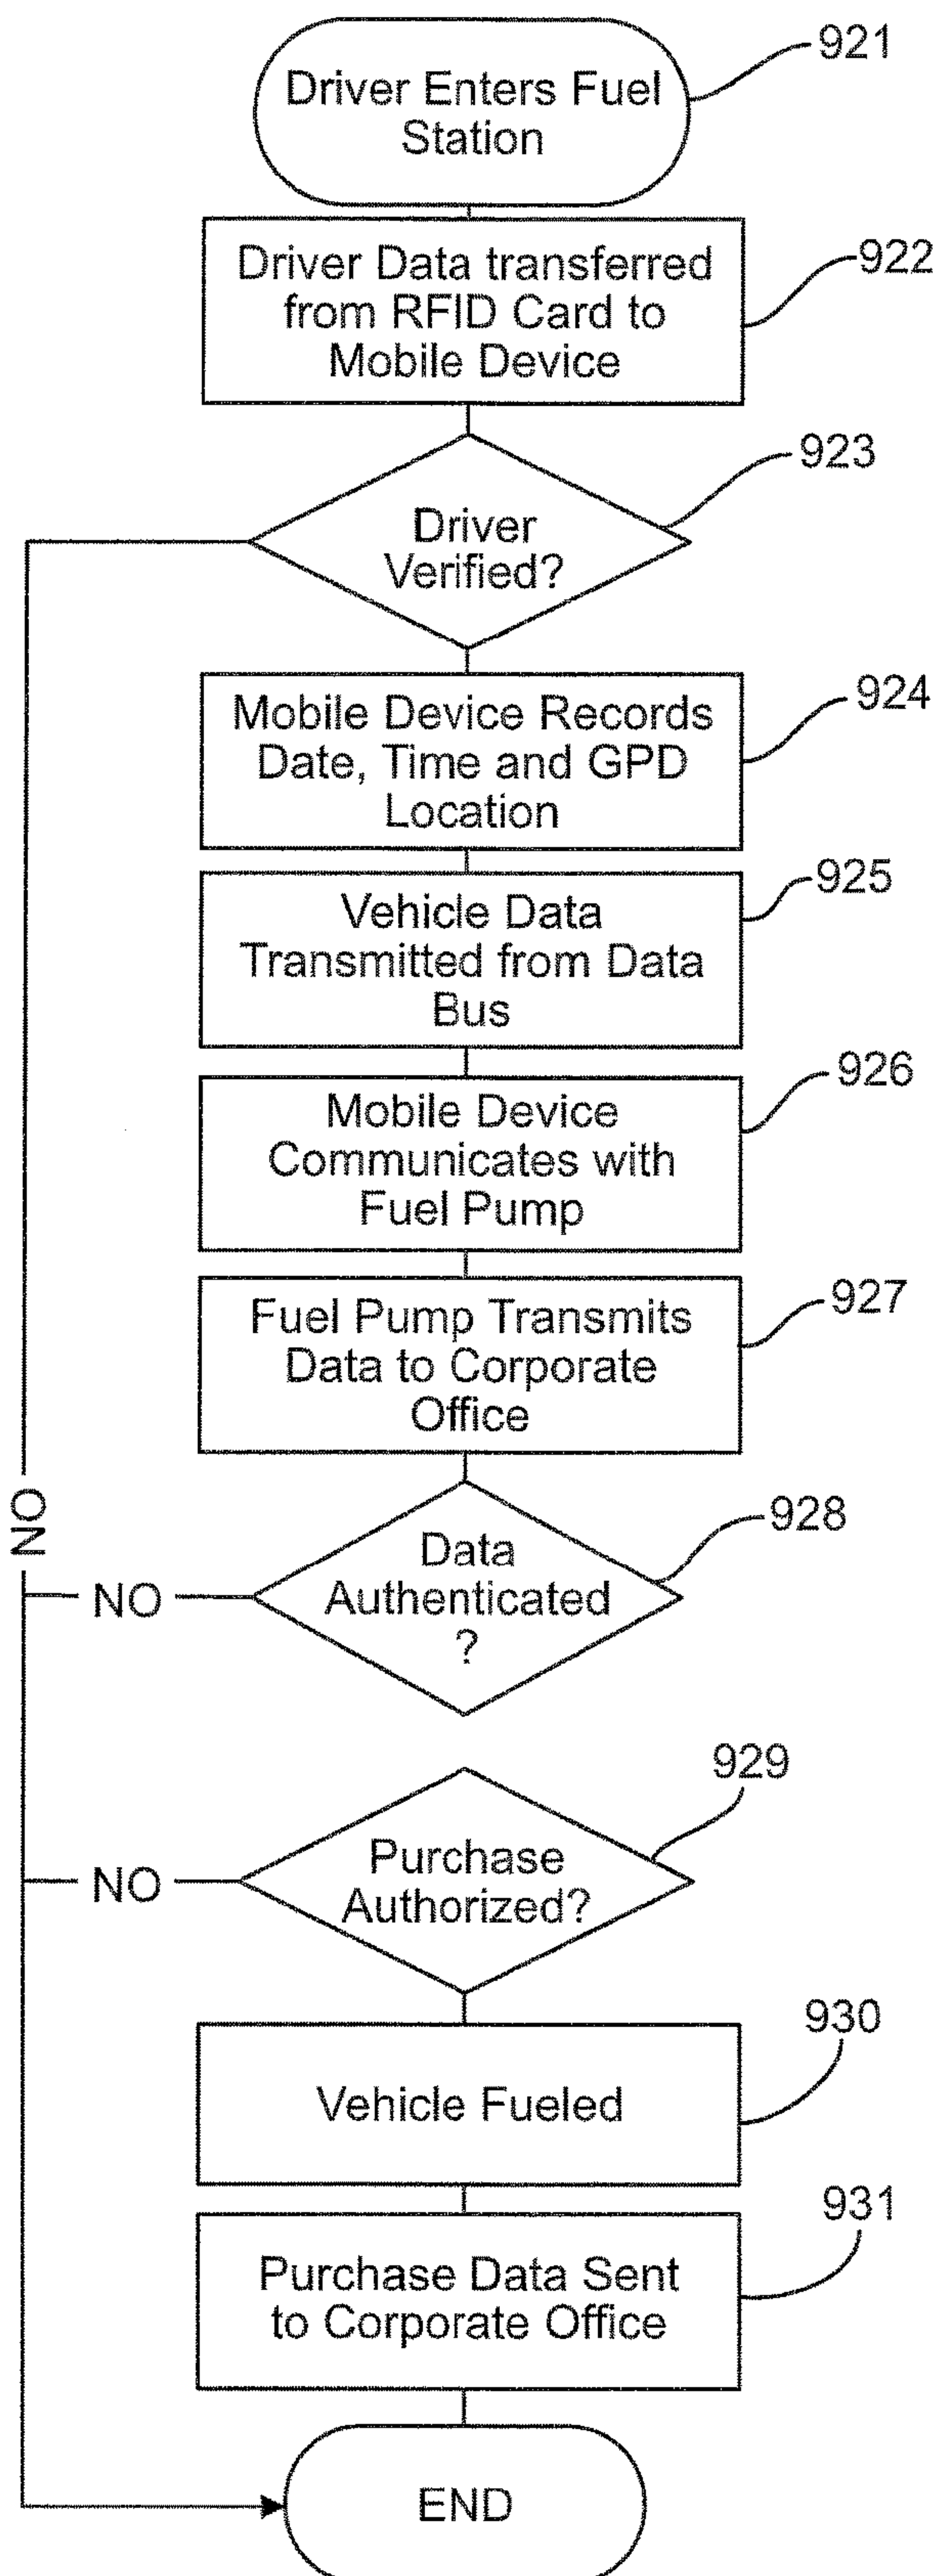 921
Driver Enters Fuel
Station
922
Driver Data transferred
from RFID Card to
Mobile Device
923
Driver
Verified?
924
Mobile Device Records
Date, Time and GPD
Location
925
Vehicle Data
Transmitted from Data
Bus
926
Mobile Device
Communicates with
Fuel Pump
927
Fuel Pump Transmits
Data to Corporate
Office
NO
928
Data
Authenticated
?
NO
929
Purchase
Authorized?
NO
930
Vehicle Fueled
931
Purchase Data Sent
to Corporate Office
END